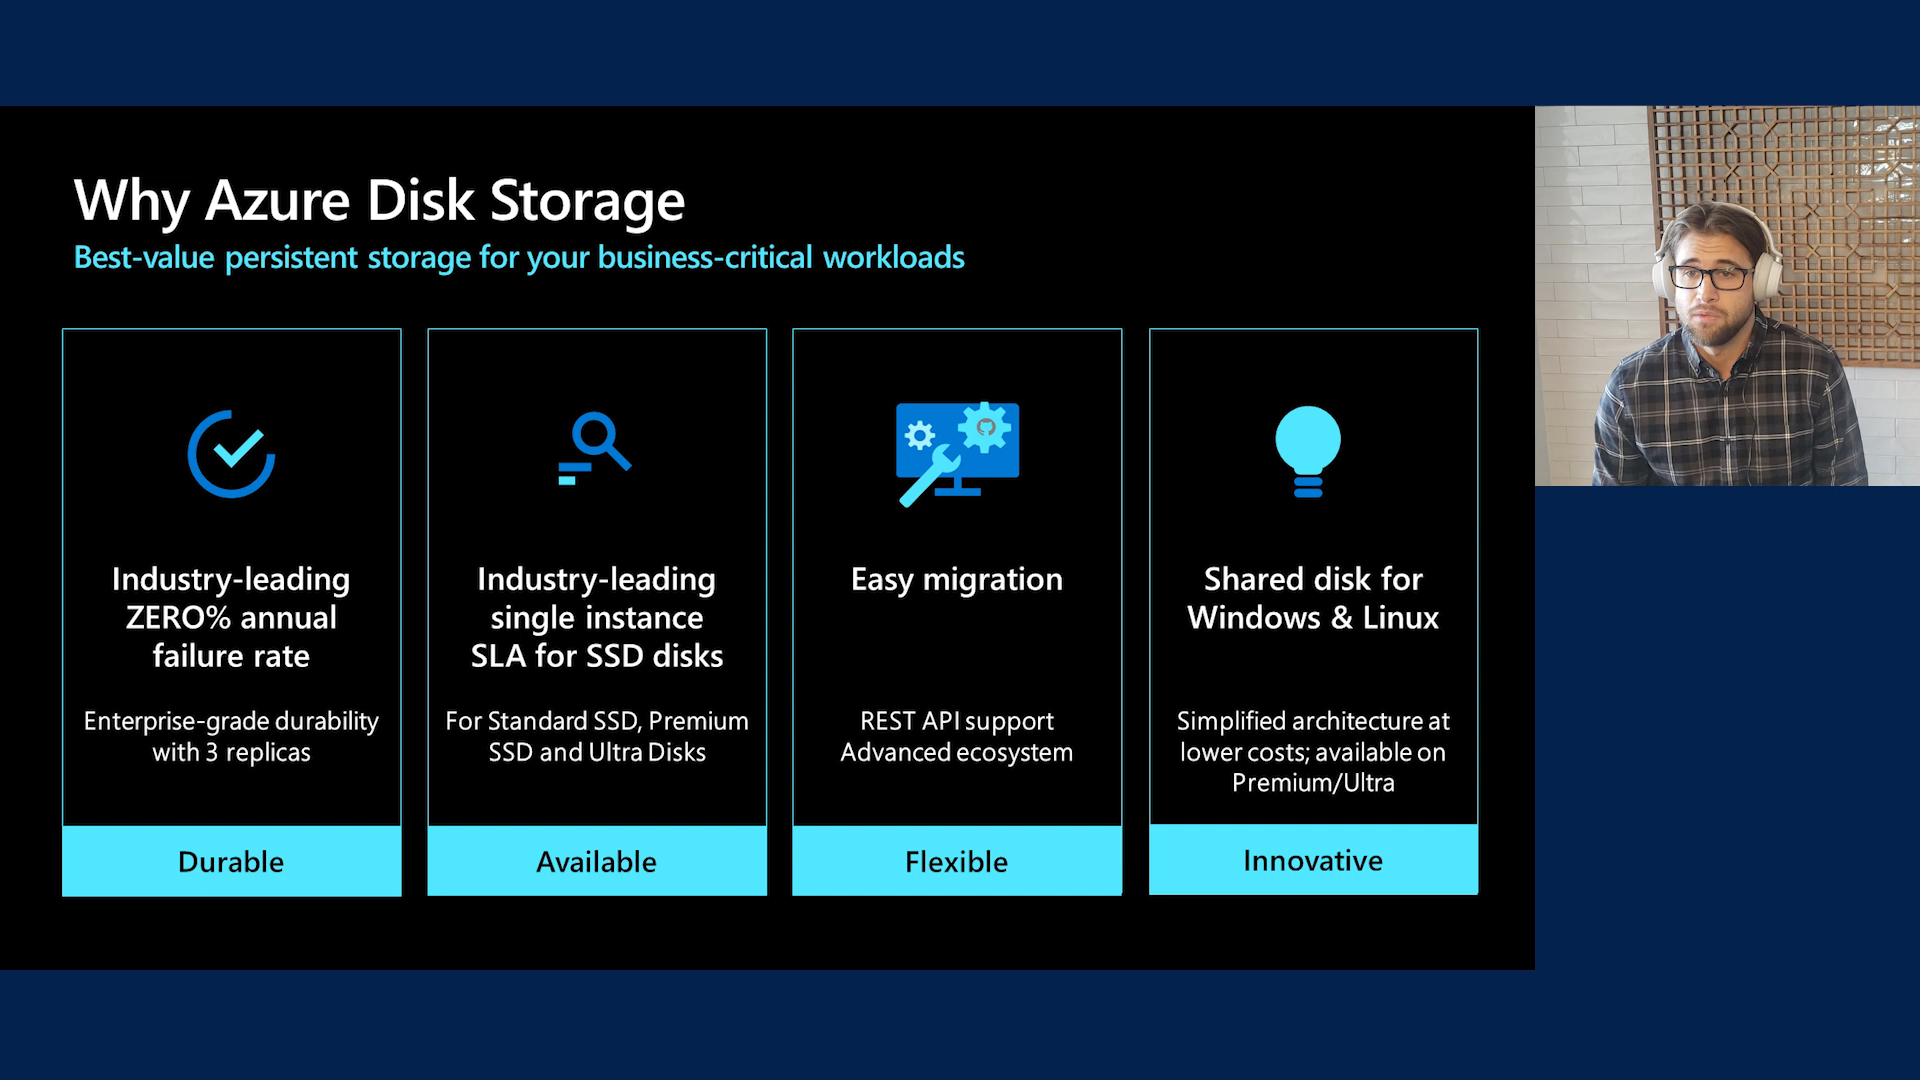 Why Azure Disk Storage
Best-value persistent storage for your business-critical workloads
Industry-leading
ZERO% annual
failure rate
Enterprise-grade durability
with 3 replicas
Durable
Industry-leading
single instance
SLA for SSD disks
For Standard SSD, Premium
SSD and Ultra Disks
Available
Easy migration
REST API support
Advanced ecosystem
Flexible
Shared disk for
Windows & Linux
Simplified architecture at
lower costs; available on
Premium/Ultra
Innovative